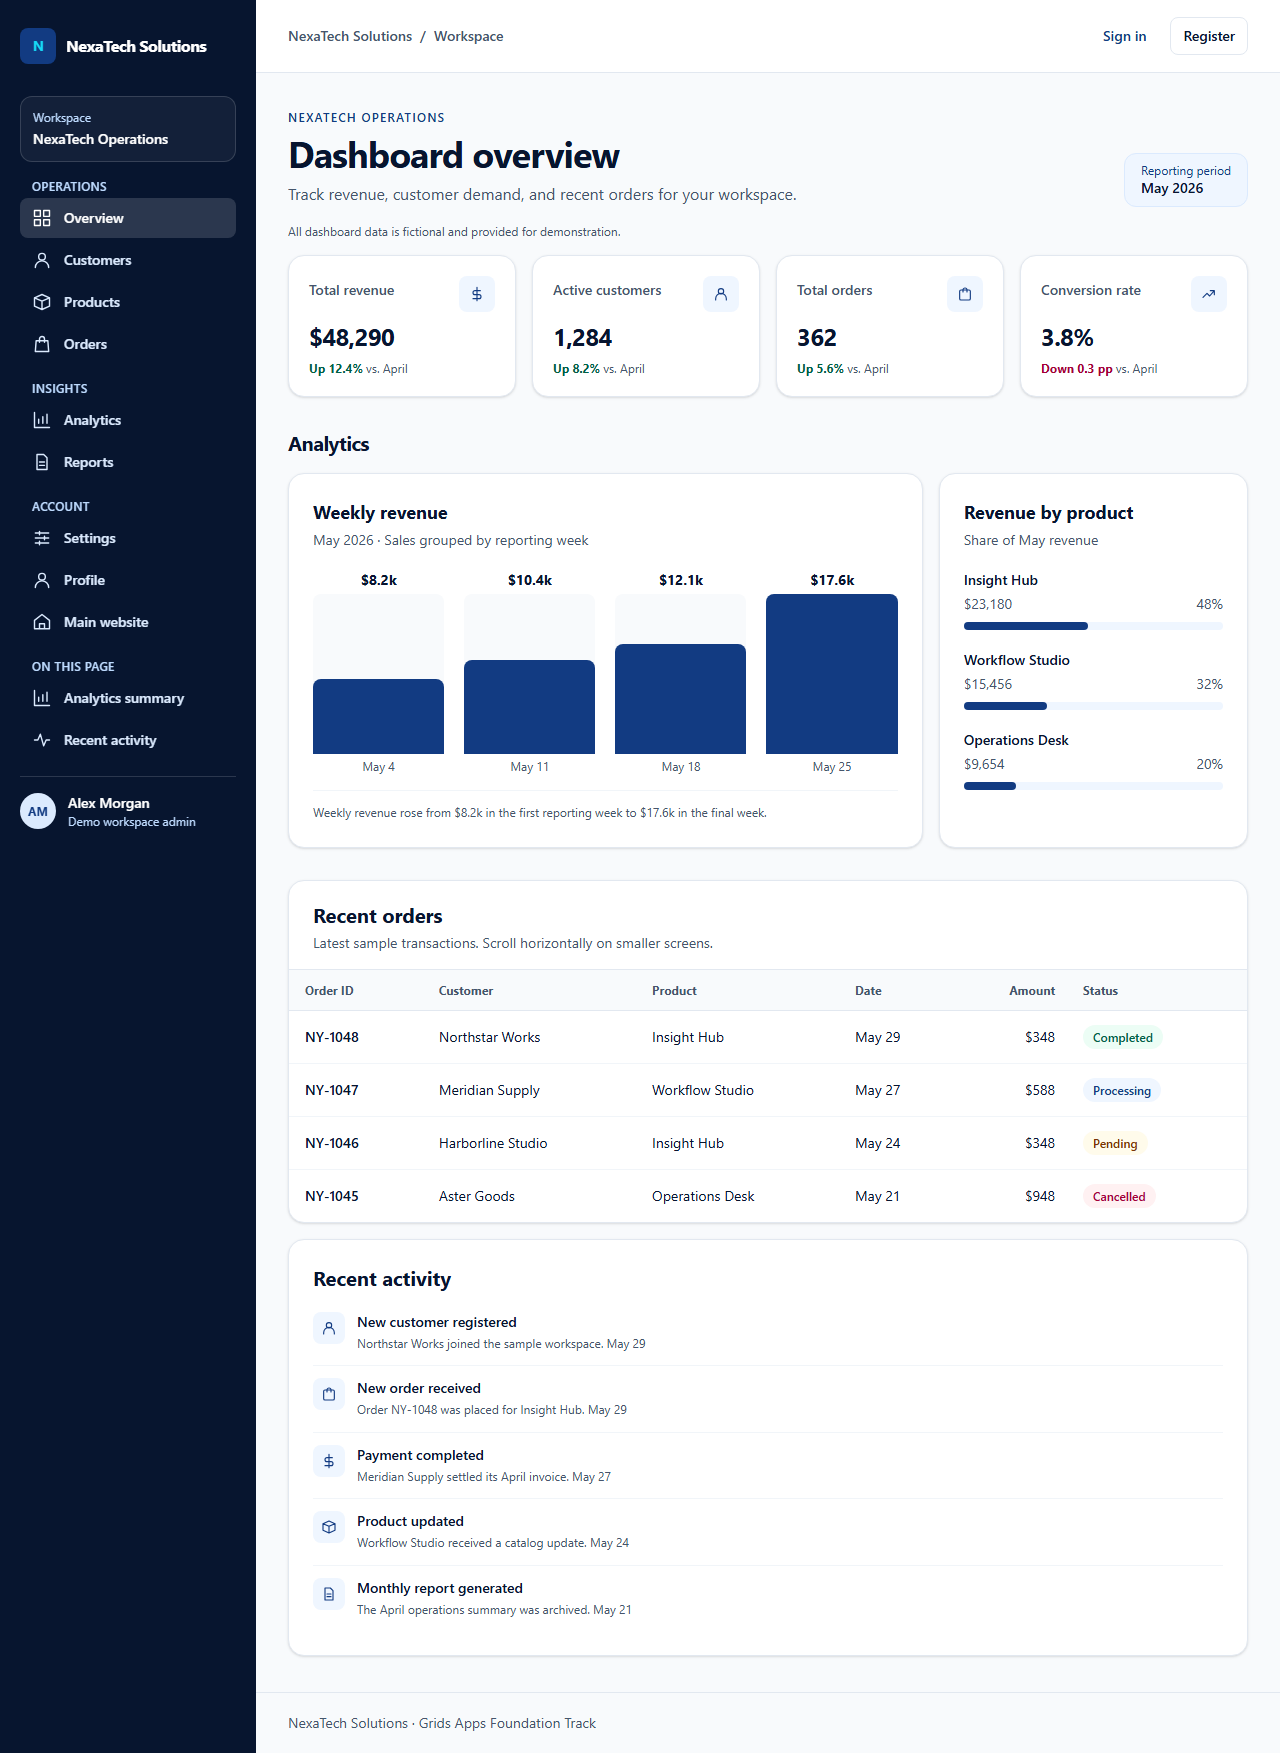 N
NexaTech Solutions
Workspace
NexaTech Operations
OPERATIONS
Overview
Customers
Products
Orders
INSIGHTS
Analytics
Reports
ACCOUNT
Settings
Profile
Main website
ON THIS PAGE
Analytics summary
Recent activity
AM
Alex Morgan
Demo workspace admin
NexaTech Solutions / Workspace
Sign in
Register
NEXATECH OPERATIONS
Dashboard overview
Track revenue, customer demand, and recent orders for your workspace.
Reporting period
May 2026
All dashboard data is fictional and provided for demonstration.
Total revenue
$
$48,290
Up 12.4% vs. April
Active customers
1,284
Up 8.2% vs. April
Total orders
362
Up 5.6% vs. April
Conversion rate
3.8%
Down 0.3 pp vs. April
Analytics
Weekly revenue
May 2026 · Sales grouped by reporting week
$8.2k $10.4k $12.1k $17.6k
May 4 May 11 May 18 May 25
Weekly revenue rose from $8.2k in the first reporting week to $17.6k in the final week.
Revenue by product
Share of May revenue
Insight Hub
$23,180 48%
Workflow Studio
$15,456 32%
Operations Desk
$9,654 20%
Recent orders
Latest sample transactions. Scroll horizontally on smaller screens.
Order ID Customer Product Date Amount Status
NY-1048 Northstar Works Insight Hub May 29 $348 Completed
NY-1047 Meridian Supply Workflow Studio May 27 $588 Processing
NY-1046 Harborline Studio Insight Hub May 24 $348 Pending
NY-1045 Aster Goods Operations Desk May 21 $948 Cancelled
Recent activity
New customer registered
Northstar Works joined the sample workspace. May 29
New order received
Order NY-1048 was placed for Insight Hub. May 29
$
Payment completed
Meridian Supply settled its April invoice. May 27
Product updated
Workflow Studio received a catalog update. May 24
Monthly report generated
The April operations summary was archived. May 21
NexaTech Solutions · Grids Apps Foundation Track